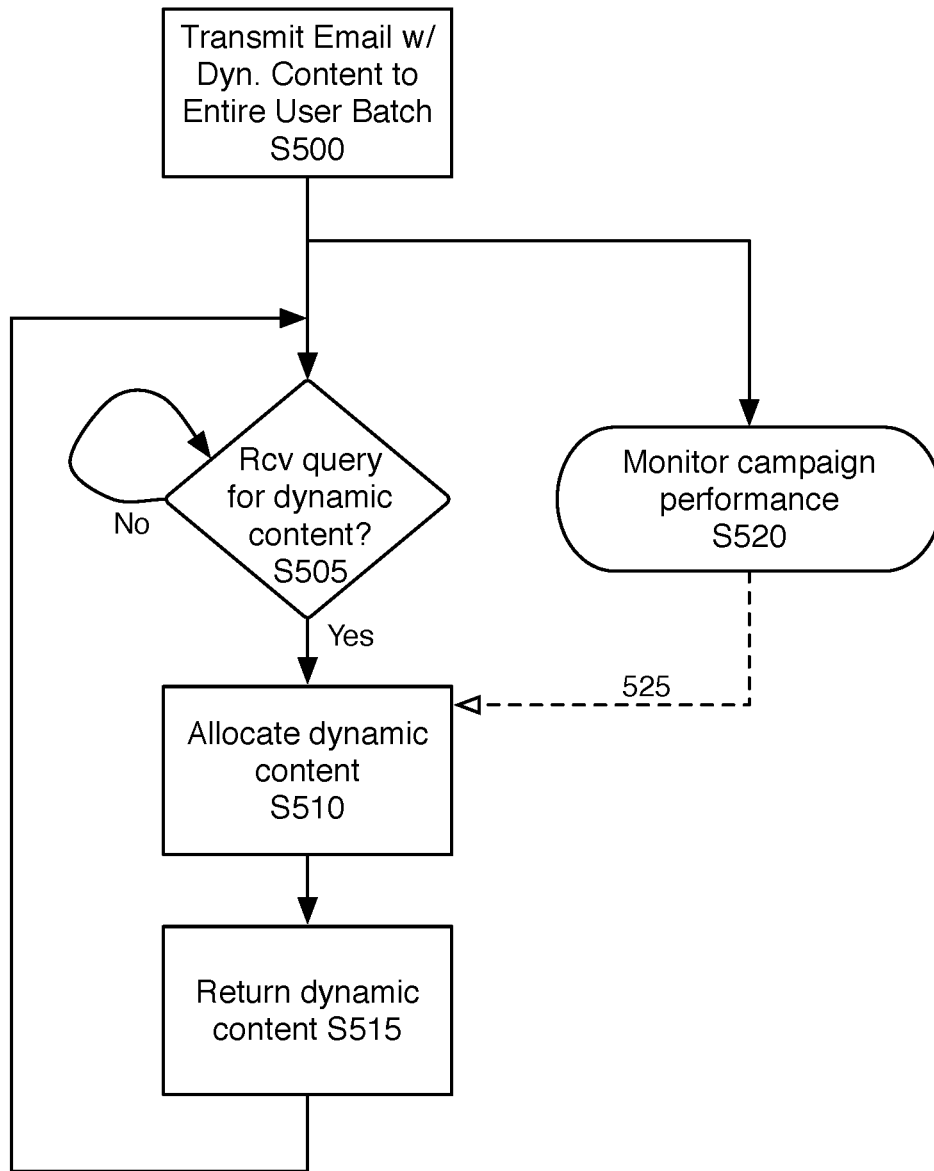 Transmit Email w/
Dyn. Content to
Entire User Batch
S500
Rcv query
for dynamic
content?
S505
No
Yes
Monitor campaign
performance
S520
525
Allocate dynamic
content
S510
Return dynamic
content S515